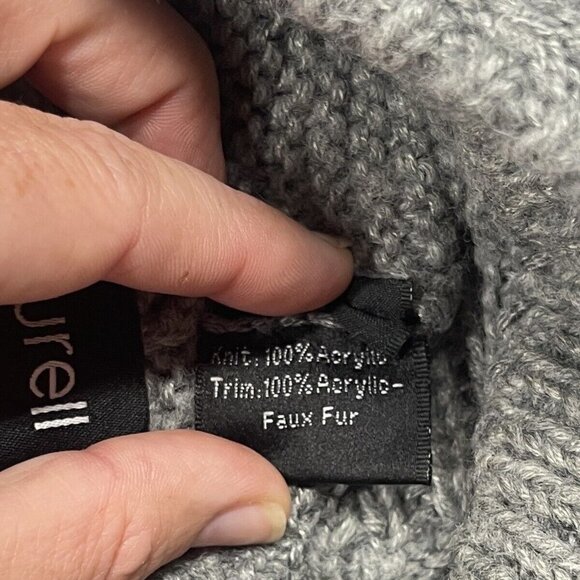 urell
Knit: 100% Acrylic
Trim:100% Acrylic-
Faux Fur